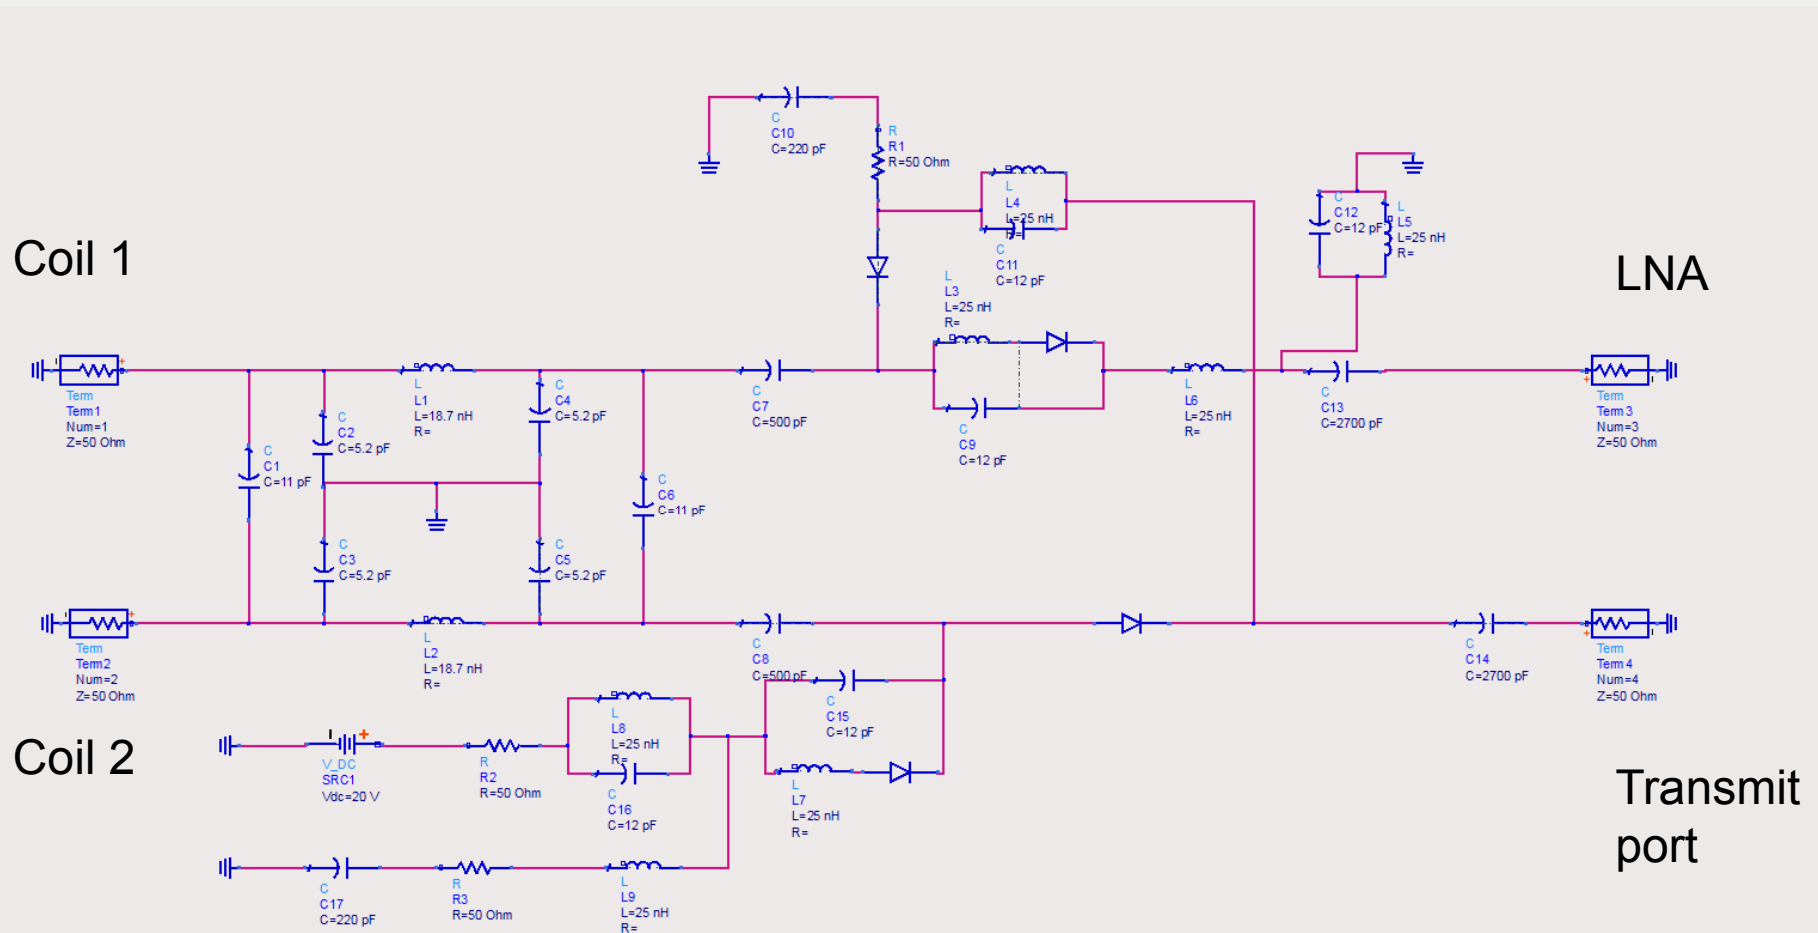 C
C10
C=220 pF
R
R1
R=50 Ohm
L
L4
L=25 nH
R=
C
C11
C=12 pF
C
C12
C=12 pF
L
L5
L=25 nH
R=
Coil 1
LNA
L
L3
L=25 nH
R=
+
Term
Term1
Num=1
Z=50 Ohm
L
L1
L=18.7 nH
R=
C
C4
C=5.2 pF
C
C2
C=5.2 pF
C
C1
C=11 pF
C
C7
C=500 pF
C
C9
C=12 pF
L
L6
L=25 nH
R=
C
C13
C=2700 pF
+
Term
Term3
Num=3
Z=50 Ohm
C
C6
C=11 pF
C
C3
C=5.2 pF
C
C5
C=5.2 pF
+
Term
Term2
Num=2
Z=50 Ohm
L
L2
L=18.7 nH
R=
C
C8
C=500 pF
C
C14
C=2700 pF
+
Term
Term4
Num=4
Z=50 Ohm
Coil 2
+
V_DC
SRC1
Vdc=20 V
R
R2
R=50 Ohm
L
L8
L=25 nH
R=
C
C16
C=12 pF
C
C15
C=12 pF
L
L7
L=25 nH
R=
Transmit
port
C
C17
C=220 pF
R
R3
R=50 Ohm
L
L9
L=25 nH
R=